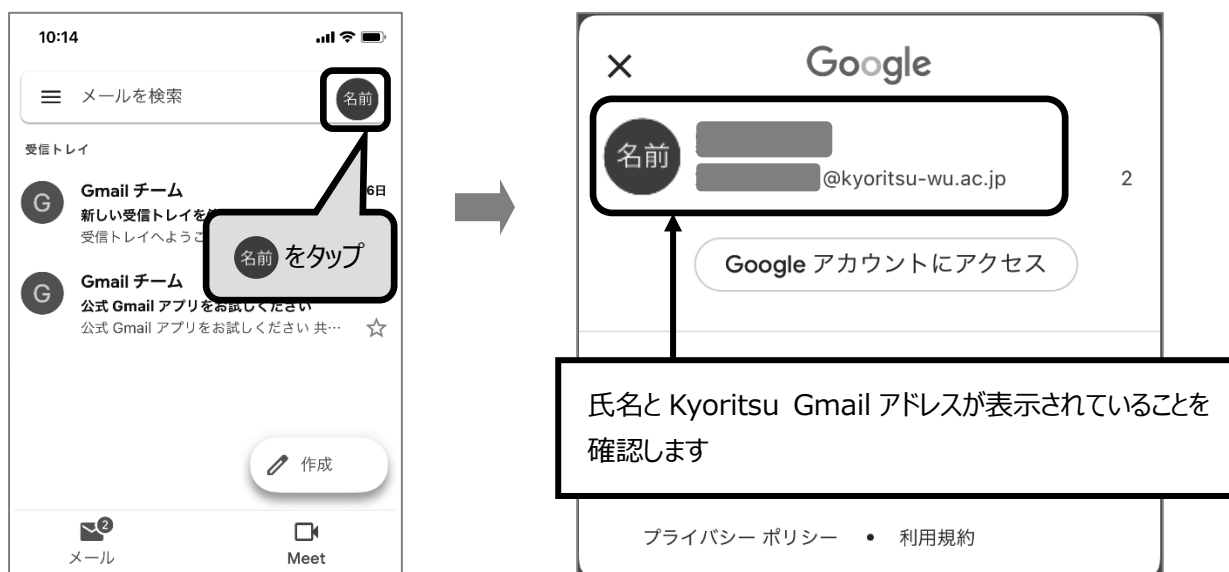 10:14
メールを検索
名前
受信トレイ
G
Gmail チーム
6日
新しい受信トレイを
受信トレイへようこ
名前 をタップ
G
Gmail チーム
公式 Gmail アプリをお試しください
公式 Gmail アプリをお試しください 共…
作成
2
メール
Meet
Google
名前
@kyoritsu-wu.ac.jp
2
Google アカウントにアクセス
氏名と Kyoritsu Gmail アドレスが表示されていることを
確認します
プライバシー ポリシー • 利用規約